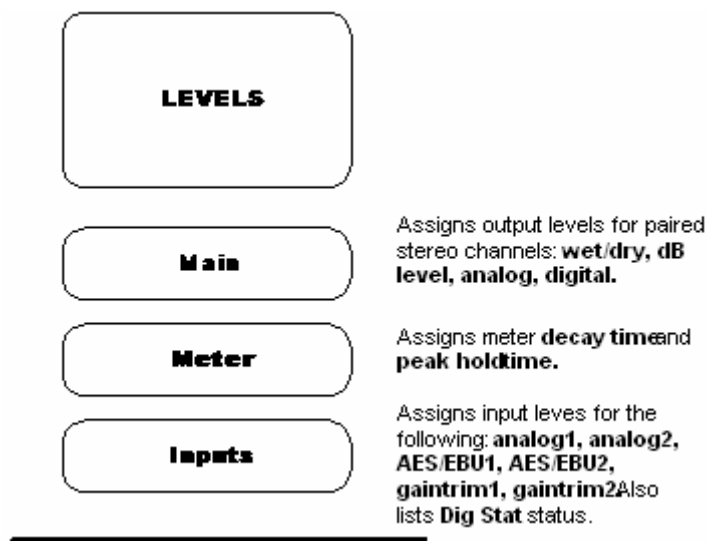 LEVELS
Assigns output levels for paired
Main stereo channels: wet/dry, dB
level, analog, digital.
Assigns meter decay timeand
Meter peak holdtime.
Assigns input leves for the
following: analog1, analog2,
Inputs AES/EBU1, AES/EBU2,
gaintrim1, gaintrim2Also
lists Dig Stat status.